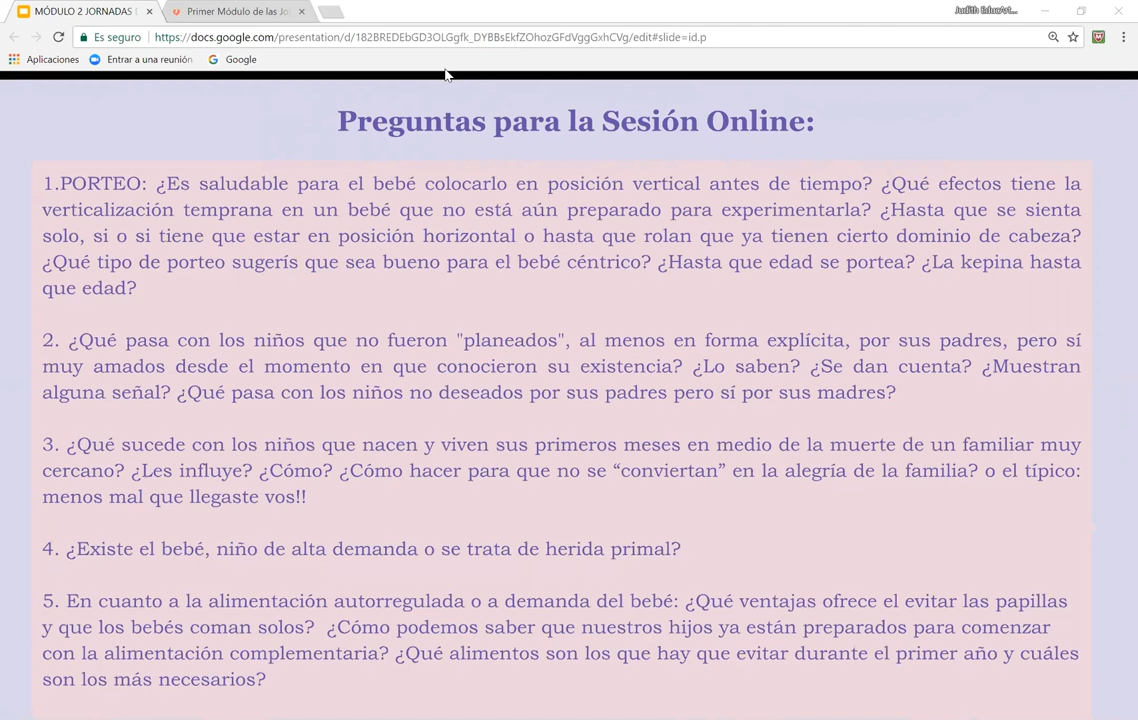 MÓDULO 2 JORNADAS E
Primer Módulo de las Jo
Judith EducArt...
Es seguro
https://docs.google.com/presentation/d/182BREDEbGD3OLGgfk_DYBBsEkfZOhozGFdVggGxhCVg/edit#slide=id.p
Aplicaciones
Entrar a una reunión
Google
Preguntas para la Sesión Online:
1.PORTEO: ¿Es saludable para el bebé colocarlo en posición vertical antes de tiempo? ¿Qué efectos tiene la
verticalización temprana en un bebé que no está aún preparado para experimentarla? ¿Hasta que se sienta
solo, si o si tiene que estar en posición horizontal o hasta que rolan que ya tienen cierto dominio de cabeza?
¿Qué tipo de porteo sugerís que sea bueno para el bebé céntrico? ¿Hasta que edad se portea? ¿La kepina hasta
que edad?
2. ¿Qué pasa con los niños que no fueron "planeados", al menos en forma explícita, por sus padres, pero sí
muy amados desde el momento en que conocieron su existencia? ¿Lo saben? ¿Se dan cuenta? ¿Muestran
alguna señal? ¿Qué pasa con los niños no deseados por sus padres pero sí por sus madres?
3. ¿Qué sucede con los niños que nacen y viven sus primeros meses en medio de la muerte de un familiar muy
cercano? ¿Les influye? ¿Cómo? ¿Cómo hacer para que no se “conviertan” en la alegría de la familia? o el típico:
menos mal que llegaste vos!!
4. ¿Existe el bebé, niño de alta demanda o se trata de herida primal?
5. En cuanto a la alimentación autorregulada o a demanda del bebé: ¿Qué ventajas ofrece el evitar las papillas
y que los bebés coman solos? ¿Cómo podemos saber que nuestros hijos ya están preparados para comenzar
con la alimentación complementaria? ¿Qué alimentos son los que hay que evitar durante el primer año y cuáles
son los más necesarios?